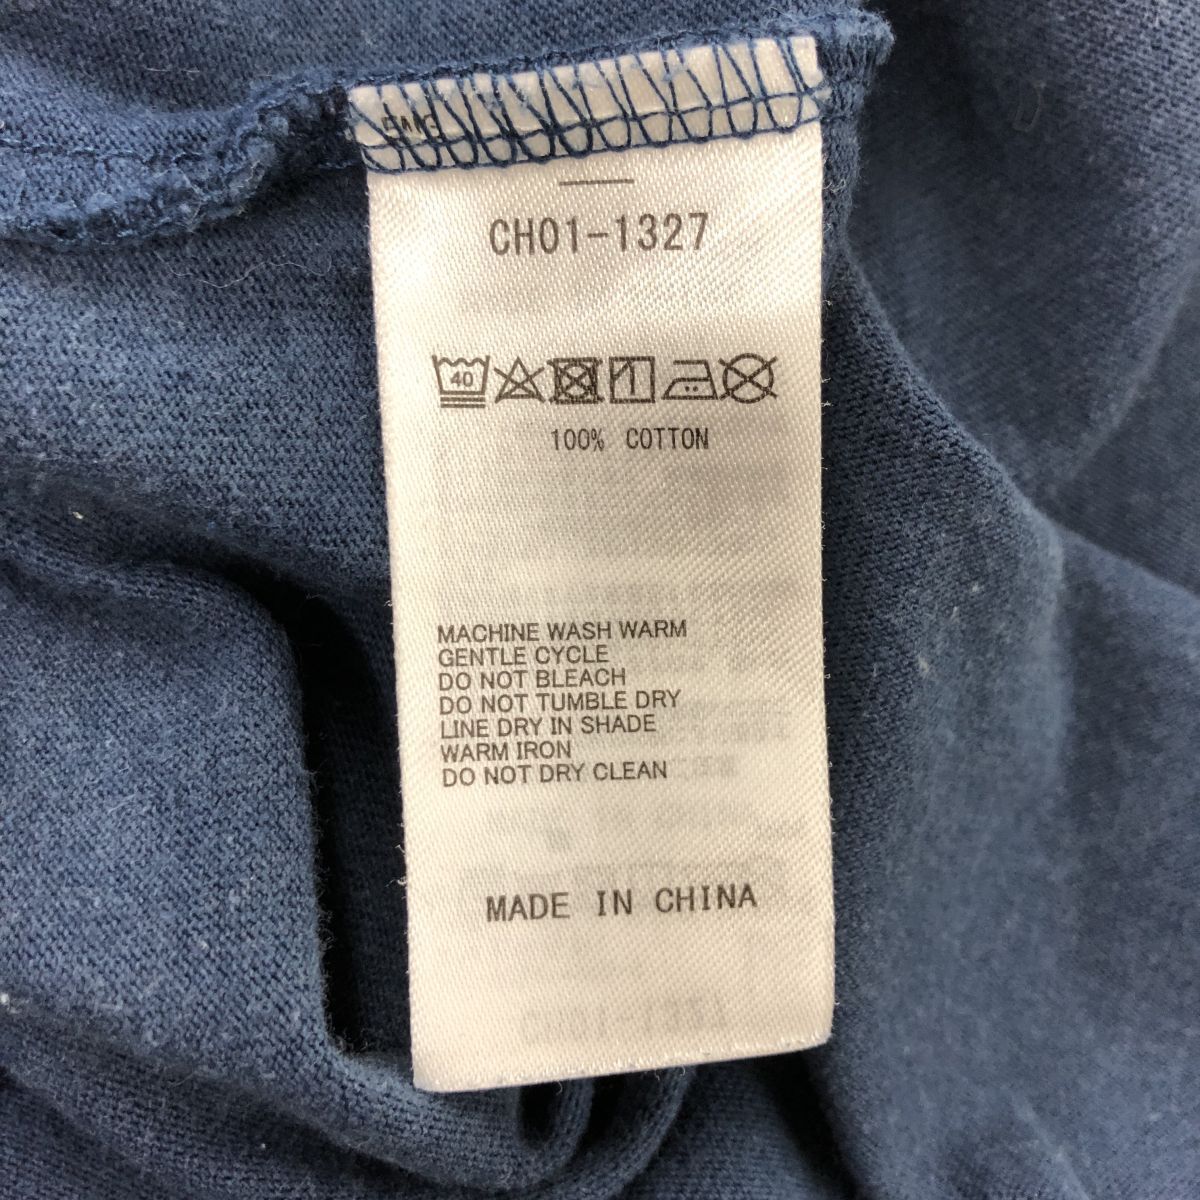 CH01-1327
40
100% COTTON
MACHINE WASH WARM
GENTLE CYCLE
DO NOT BLEACH
DO NOT TUMBLE DRY
LINE DRY IN SHADE
WARM IRON
DO NOT DRY CLEAN
MADE IN CHINA